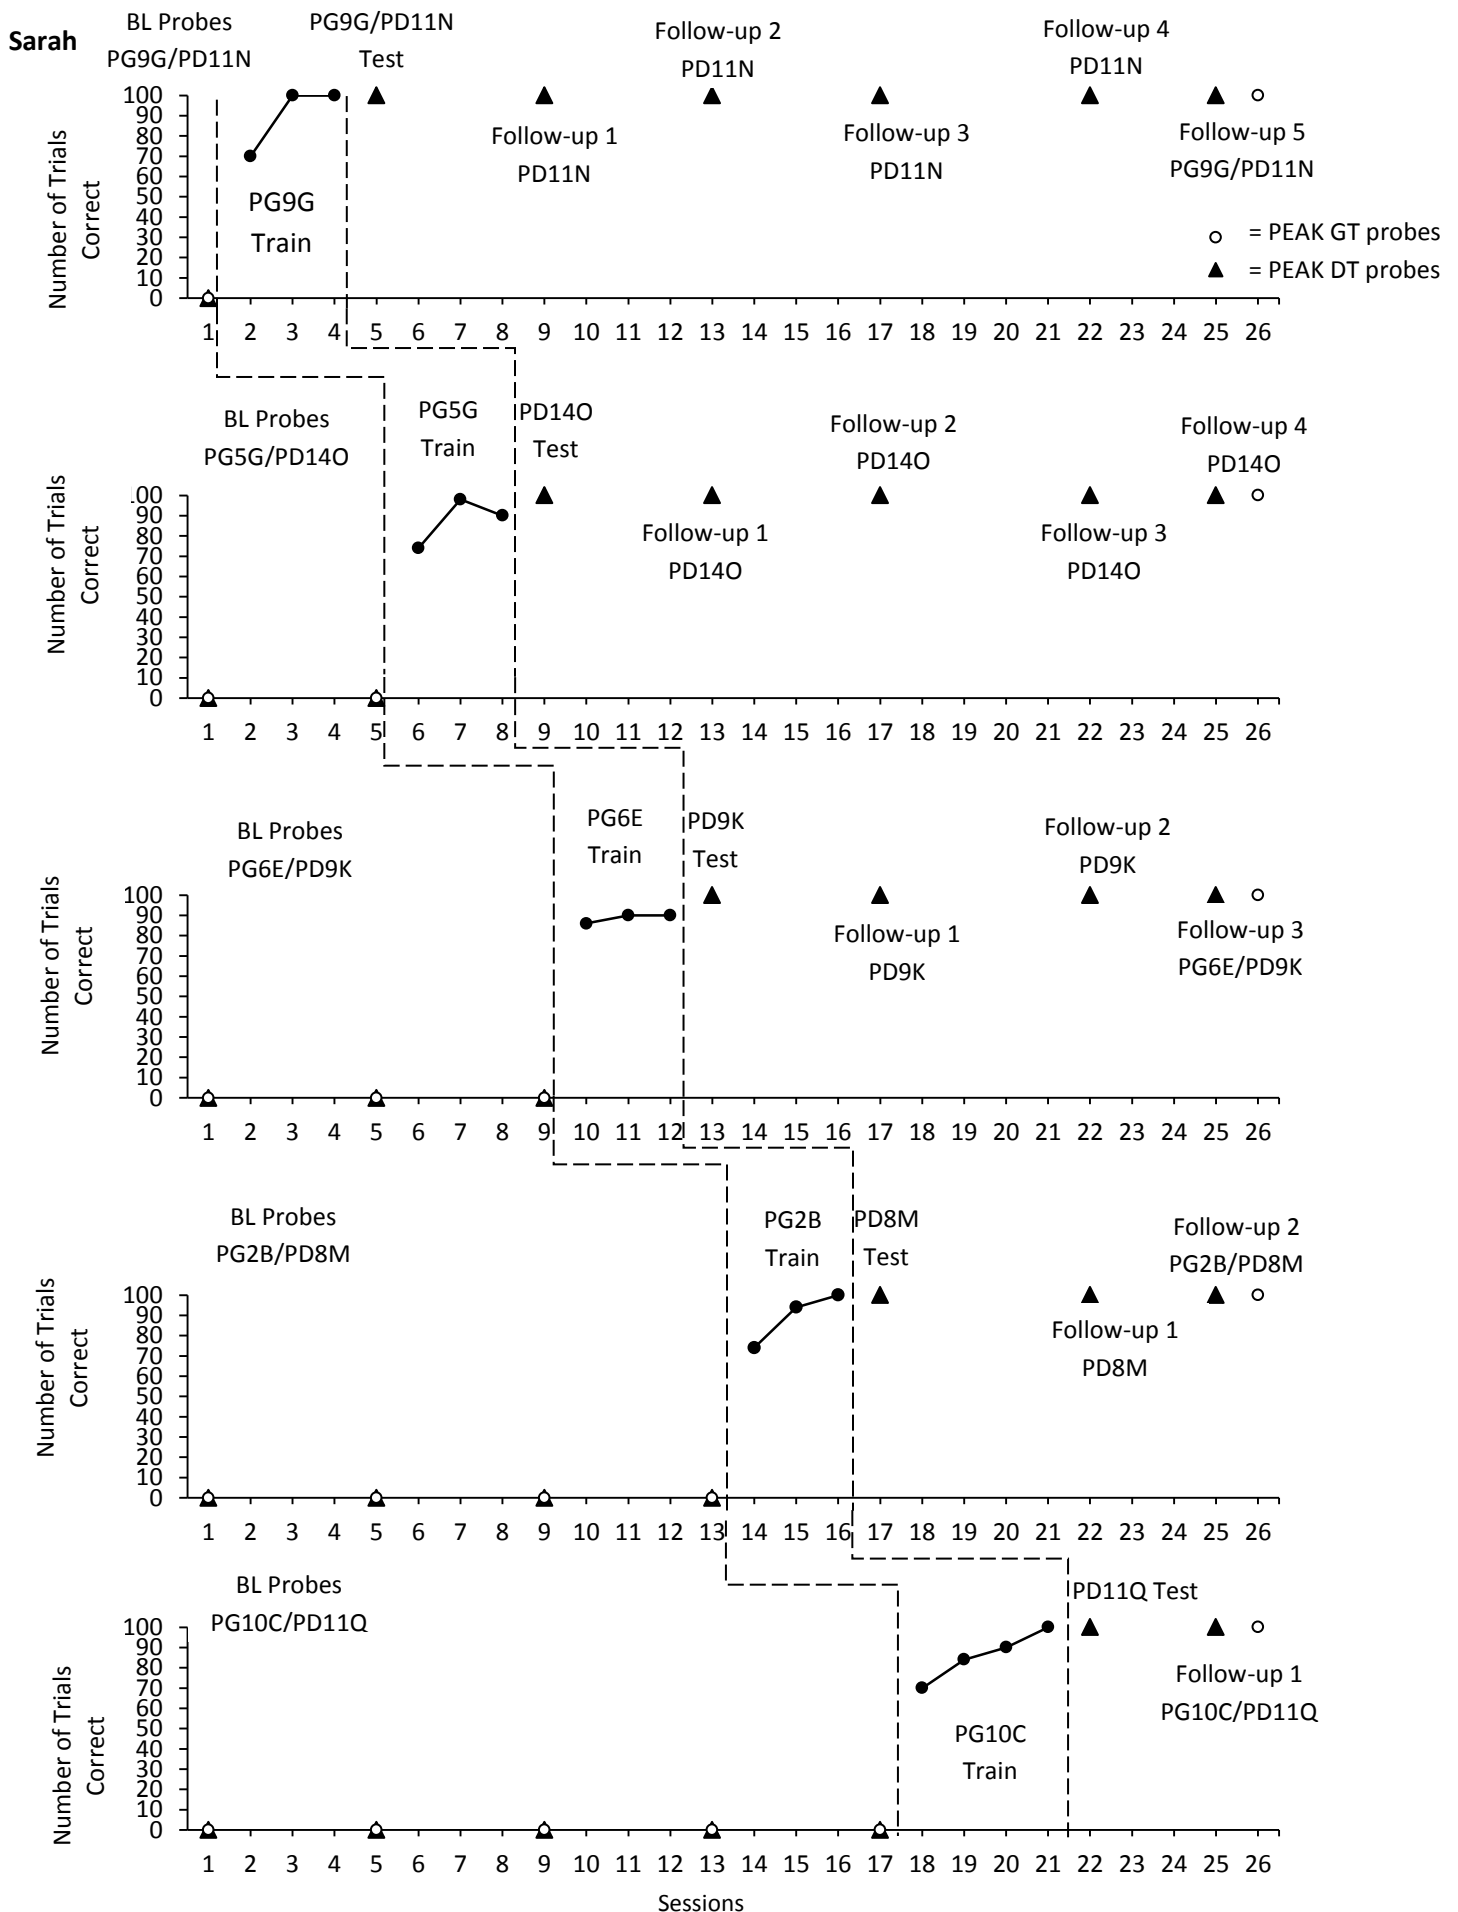 Sarah
BL Probes
PG9G/PD11N
PG9G/PD11N
Test
Follow-up 2
PD11N
Follow-up 4
PD11N
Follow-up 1
PD11N
Follow-up 3
PD11N
Follow-up 5
PG9G/PD11N
PG9G
Train
= PEAK GT probes
= PEAK DT probes
Number of Trials
Correct
100
90
80
70
60
50
40
30
20
10
0
1 2 3 4 5 6 7 8 9 10 11 12 13 14 15 16 17 18 19 20 21 22 23 24 25 26
BL Probes
PG5G/PD14O
PG5G
Train
PD14O
Test
Follow-up 2
PD14O
Follow-up 4
PD14O
Follow-up 1
PD14O
Follow-up 3
PD14O
Number of Trials
Correct
100
90
80
70
60
50
40
30
20
10
0
1 2 3 4 5 6 7 8 9 10 11 12 13 14 15 16 17 18 19 20 21 22 23 24 25 26
BL Probes
PG6E/PD9K
PG6E
Train
PD9K
Test
Follow-up 2
PD9K
Follow-up 1
PD9K
Follow-up 3
PG6E/PD9K
Number of Trials
Correct
100
90
80
70
60
50
40
30
20
10
0
1 2 3 4 5 6 7 8 9 10 11 12 13 14 15 16 17 18 19 20 21 22 23 24 25 26
BL Probes
PG2B/PD8M
PG2B
Train
PD8M
Test
Follow-up 2
PG2B/PD8M
Follow-up 1
PD8M
Number of Trials
Correct
100
90
80
70
60
50
40
30
20
10
0
1 2 3 4 5 6 7 8 9 10 11 12 13 14 15 16 17 18 19 20 21 22 23 24 25 26
BL Probes
PG10C/PD11Q
PD11Q Test
Follow-up 1
PG10C/PD11Q
PG10C
Train
Number of Trials
Correct
100
90
80
70
60
50
40
30
20
10
0
1 2 3 4 5 6 7 8 9 10 11 12 13 14 15 16 17 18 19 20 21 22 23 24 25 26
Sessions